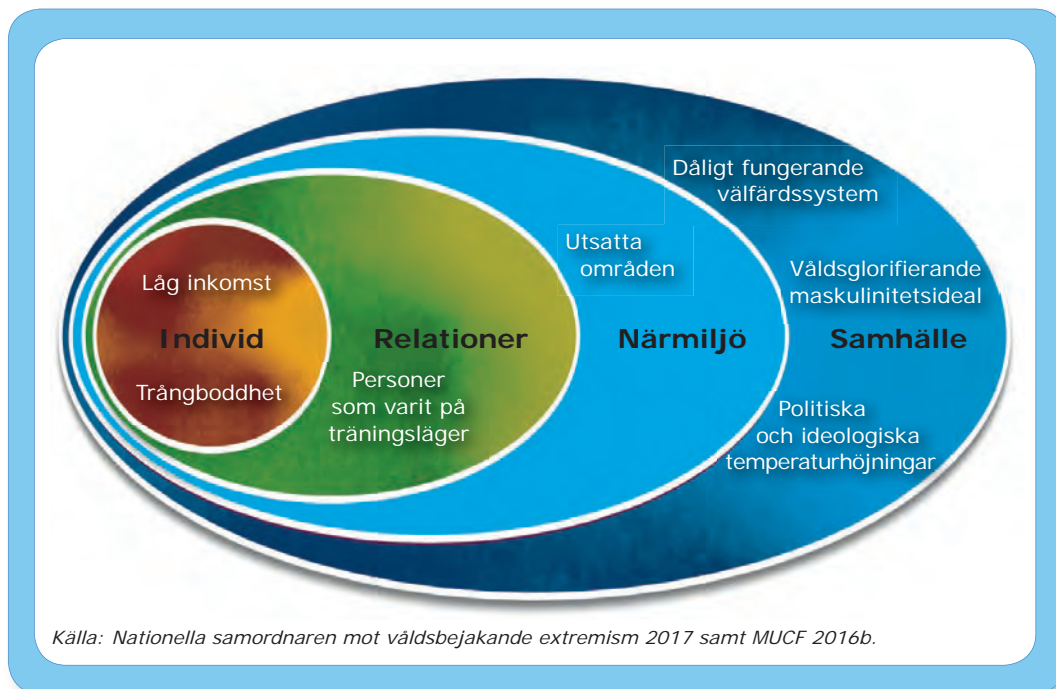 Dåligt fungerande
välfärdssystem
Utsatta
områden
Våldsglorifierande
maskulinitetsideal
Låg inkomst
Individ
Relationer
Närmiljö
Samhälle
Trångboddhet
Personer
som varit på
träningsläger
Politiska
och ideologiska
temperaturhöjningar
Källa: Nationella samordnaren mot våldsbejakande extremism 2017 samt MUCF 2016b.